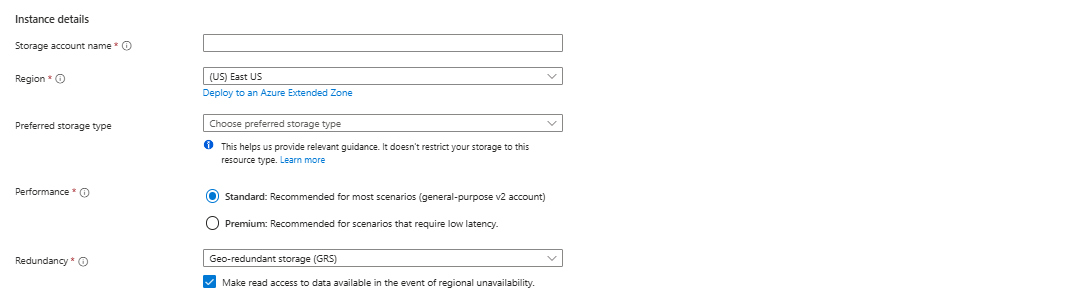 Instance details
Storage account name *
Region *
(US) East US
Deploy to an Azure Extended Zone
Preferred storage type
Choose preferred storage type
This helps us provide relevant guidance. It doesn't restrict your storage to this
resource type. Learn more
Performance *
Standard: Recommended for most scenarios (general-purpose v2 account)
Premium: Recommended for scenarios that require low latency.
Redundancy *
Geo-redundant storage (GRS)
Make read access to data available in the event of regional unavailability.